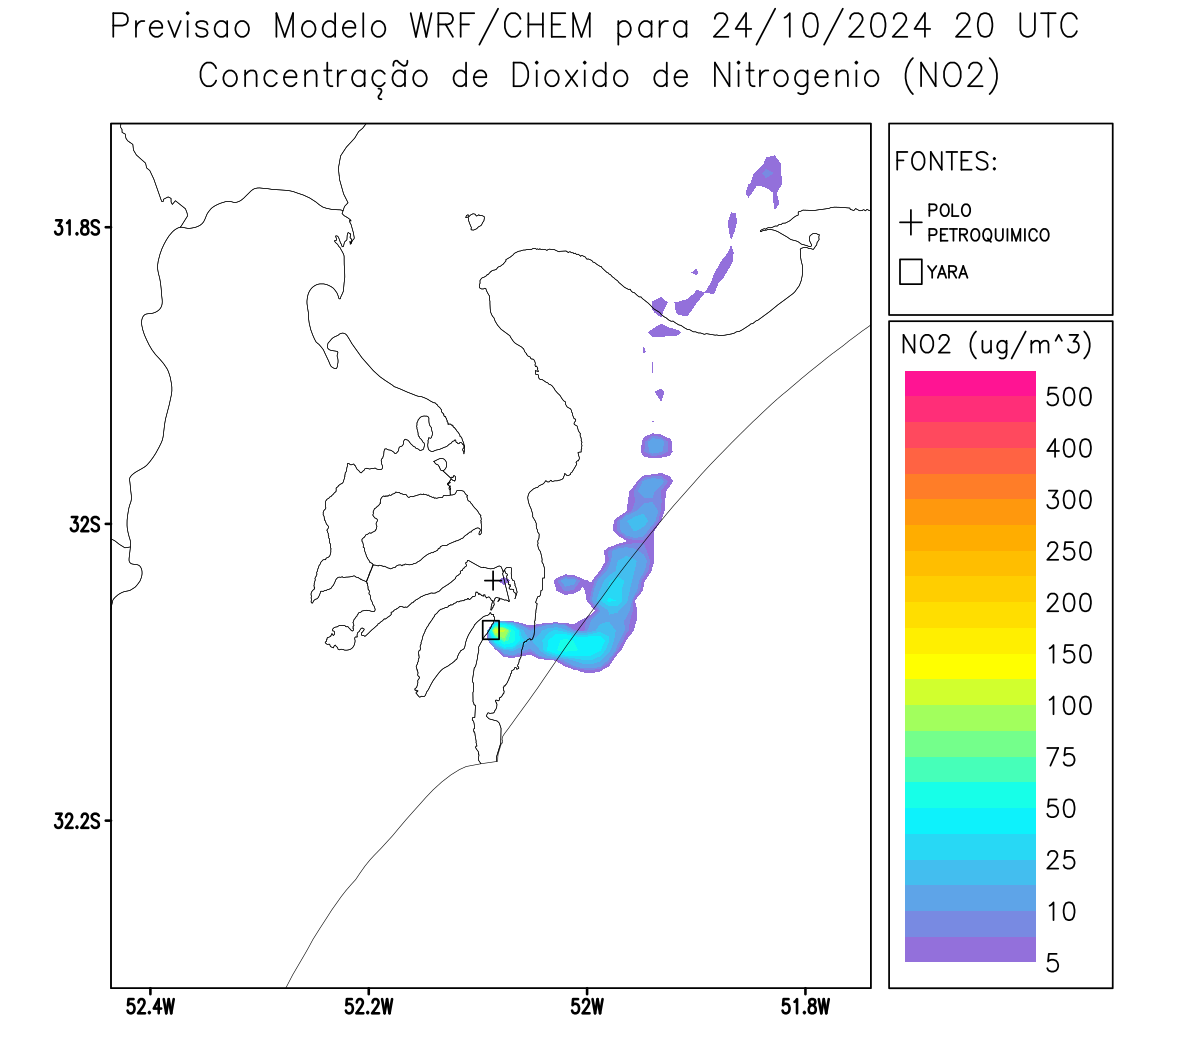 Previsao Modelo WRF/CHEM para 24/10/2024 20 UTC
Concentração de Dioxido de Nitrogenio (NO2)
FONTES:
POLO
PETROQUIMICO
YARA
NO2 (ug/m^3)
500
400
300
250
200
150
100
75
50
25
10
5
31.8S
32S
32.2S
52.4W
52.2W
52W
51.8W